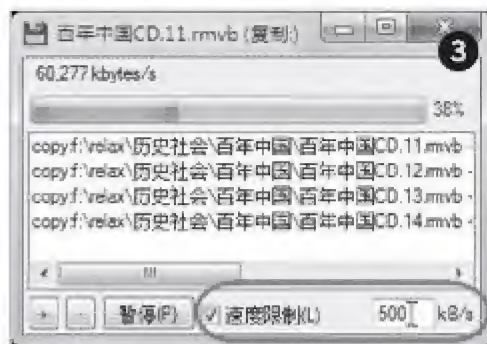 百年中国CD.11.rmvb (复制:)
3
60,277 kbytes/s
38%
copy:f:\relax\历史社会\百年中国\百年中国CD.11.rmvb -
copy:f:\relax\历史社会\百年中国\百年中国CD.12.rmvb -
copy:f:\relax\历史社会\百年中国\百年中国CD.13.rmvb -
copy:f:\relax\历史社会\百年中国\百年中国CD.14.rmvb -
+ - 暂停(P) 速度限制(L) 500 kB/s